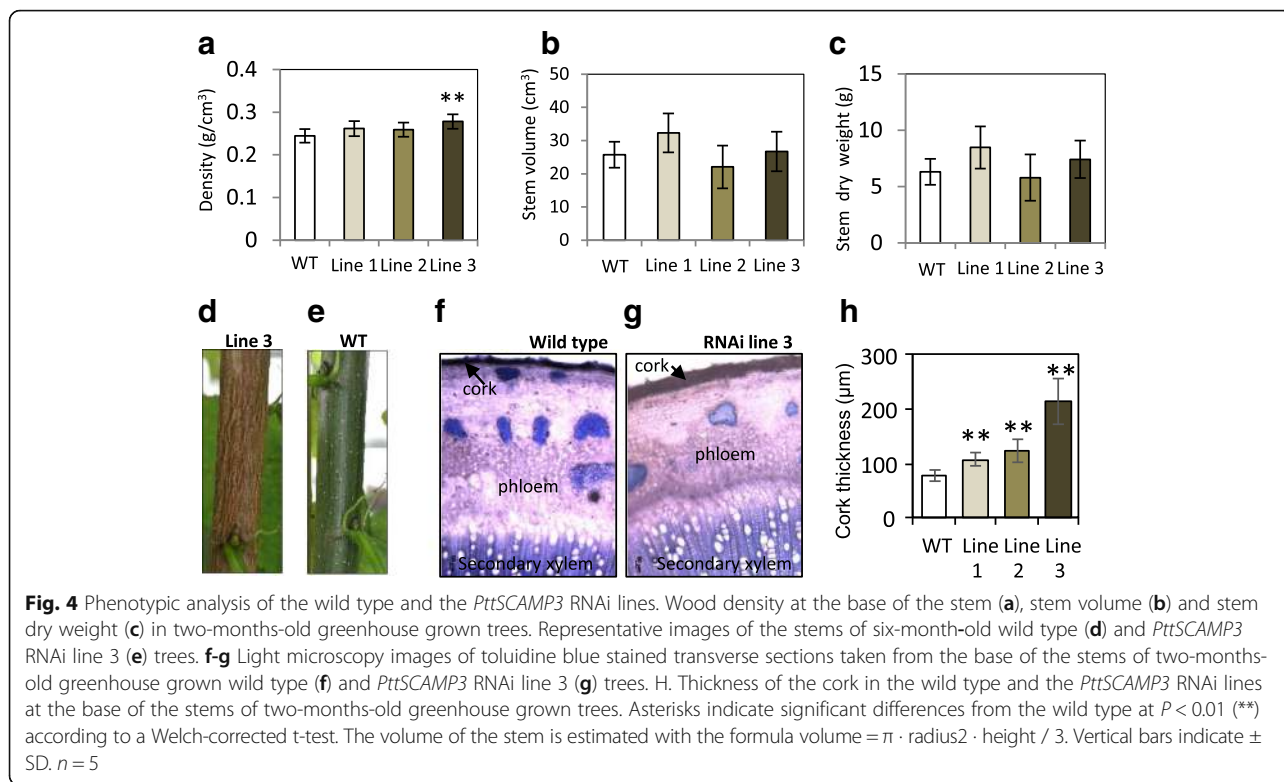 a
b
c
0.4
0.3
0.2
0.1
0
Density (g/cm³)
**
WT Line 1 Line 2 Line 3
50
40
30
20
10
0
Stem volume (cm³)
WT Line 1 Line 2 Line 3
15
10
5
0
Stem dry weight (g)
WT Line 1 Line 2 Line 3
d
e
f
g
h
Line 3
WT
Wild type
cork
phloem
Secondary xylem
RNAi line 3
cork
phloem
Secondary xylem
300
200
100
0
Cork thickness (µm)
**
**
**
WT Line Line Line
1 2 3
Fig. 4 Phenotypic analysis of the wild type and the PttSCAMP3 RNAi lines. Wood density at the base of the stem (a), stem volume (b) and stem
dry weight (c) in two-months-old greenhouse grown trees. Representative images of the stems of six-month-old wild type (d) and PttSCAMP3
RNAi line 3 (e) trees. f-g Light microscopy images of toluidine blue stained transverse sections taken from the base of the stems of two-months-
old greenhouse grown wild type (f) and PttSCAMP3 RNAi line 3 (g) trees. H. Thickness of the cork in the wild type and the PttSCAMP3 RNAi lines
at the base of the stems of two-months-old greenhouse grown trees. Asterisks indicate significant differences from the wild type at P < 0.01 (**)
according to a Welch-corrected t-test. The volume of the stem is estimated with the formula volume = π · radius2 · height / 3. Vertical bars indicate ±
SD. n = 5